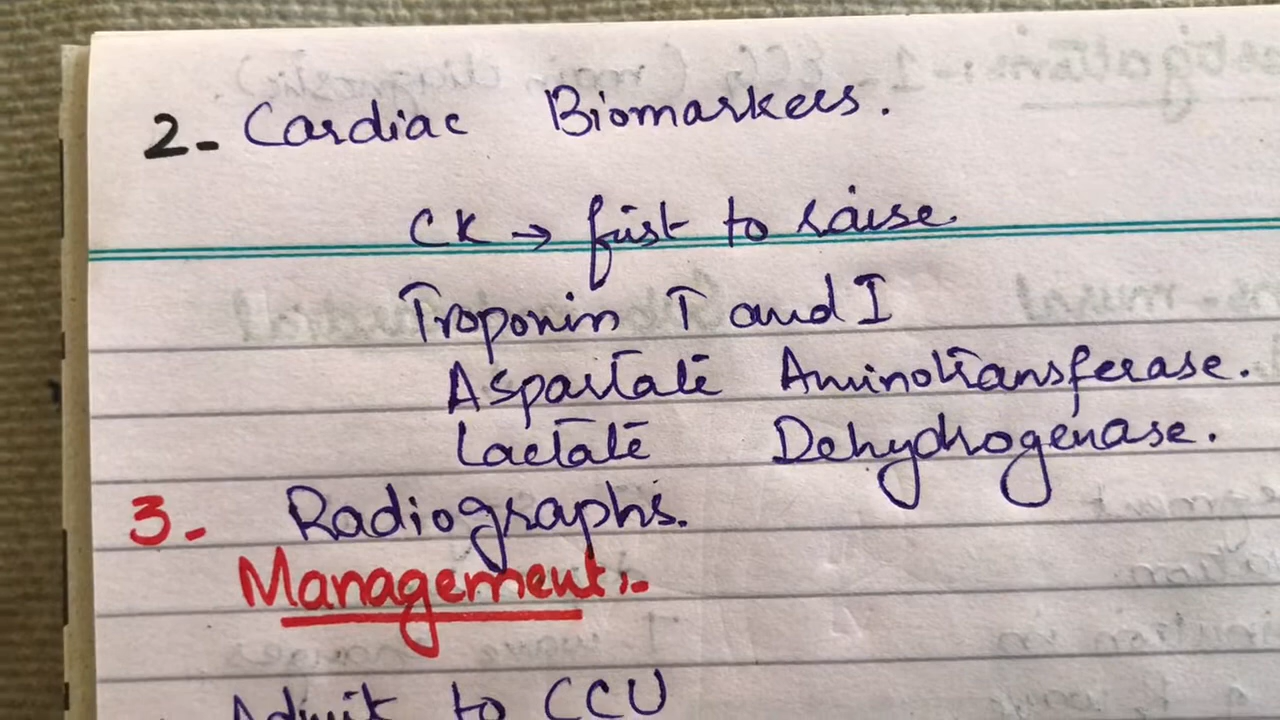 2- Cardiac Biomarkers.
CK → first to raise.
Troponin T and I
Aspartate Aminotransferase.
Lactate Dehydrogenase.
3- Radiographs.
Management:-
Admit to CCU